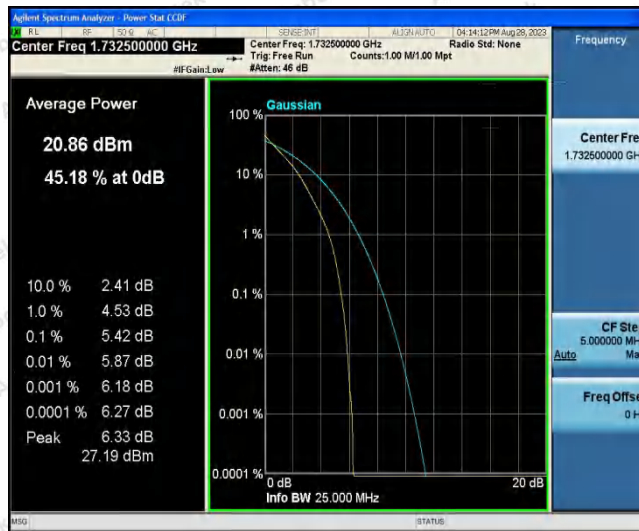 Agilent Spectrum Analyzer - Power Stat CCDF
RL RF 50 Ω AC SENSE:INT ALIGN AUTO 04:14:12 PM Aug 28, 2023
Center Freq 1.732500000 GHz
Center Freq: 1.732500000 GHz Radio Std: None
Trig: Free Run Counts:1.00 M/1.00 Mpt
#IFGain:Low #Atten: 46 dB
Frequency
Average Power
20.86 dBm
45.18 % at 0dB
10.0 % 2.41 dB
1.0 % 4.53 dB
0.1 % 5.42 dB
0.01 % 5.87 dB
0.001 % 6.18 dB
0.0001 % 6.27 dB
Peak 6.33 dB
27.19 dBm
Gaussian
100 %
10 %
1 %
0.1 %
0.01 %
0.001 %
0.0001 %
0 dB 20 dB
Info BW 25.000 MHz
Center Fre
1.732500000 GH
CF Ste
5.000000 MH
Auto Ma
Freq Offse
0 H
MSG STATUS